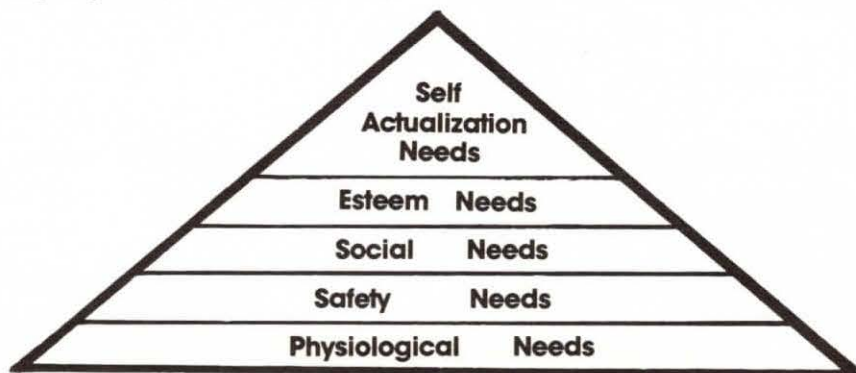 Self
Actualization
Needs
Esteem Needs
Social Needs
Safety Needs
Physiological Needs